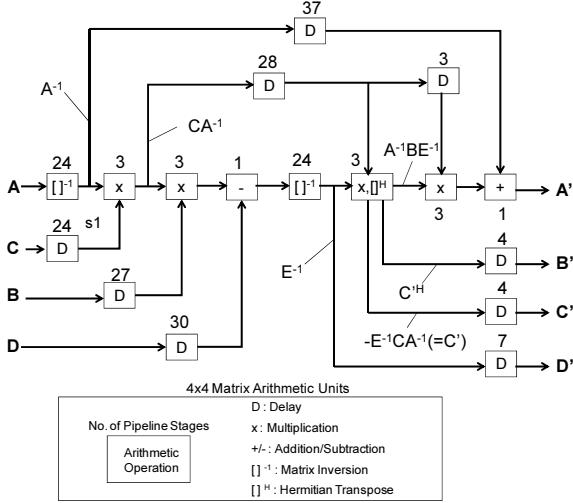 37
D
28
3
D
D
A-1
CA-1
24
3
3
1
24
3
A-1BE-1
A
[ ]-1
x
x
-
[ ]-1
x,[]H
x
+
A'
24
s1
3
1
C
D
27
4
B
D
E-1
D
B'
30
C'H
4
D
D
D
C'
-E-1CA-1(=C')
7
D
D'
4x4 Matrix Arithmetic Units
D : Delay
No. of Pipeline Stages
x : Multiplication
Arithmetic
Operation
+/- : Addition/Subtraction
[ ] -1 : Matrix Inversion
[ ] H : Hermitian Transpose